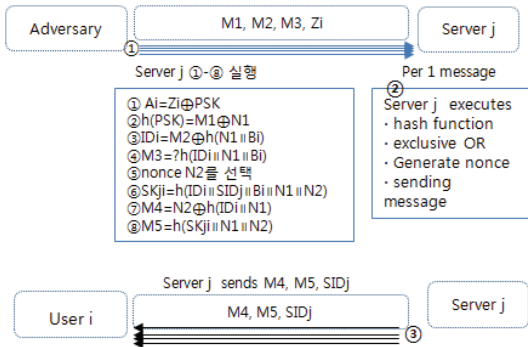 Adversary
M1, M2, M3, Zi
Server j
①
Server j ①-⑧ 실행
Per 1 message
① Ai=Zi⊕PSK
②h(PSK)=M1⊕N1
③IDi=M2⊕h(N1∥Bi)
④M3=?h(IDi∥N1∥Bi)
⑤nonce N2를 선택
⑥SKji=h(IDi∥SIDj∥Bi∥N1∥N2)
⑦M4=N2⊕h(IDi∥N1)
⑧M5=h(SKji∥N1∥N2)
②
Server j executes
· hash function
· exclusive OR
· Generate nonce
· sending
message
Server j sends M4, M5, SIDj
User i
M4, M5, SIDj
Server j
③